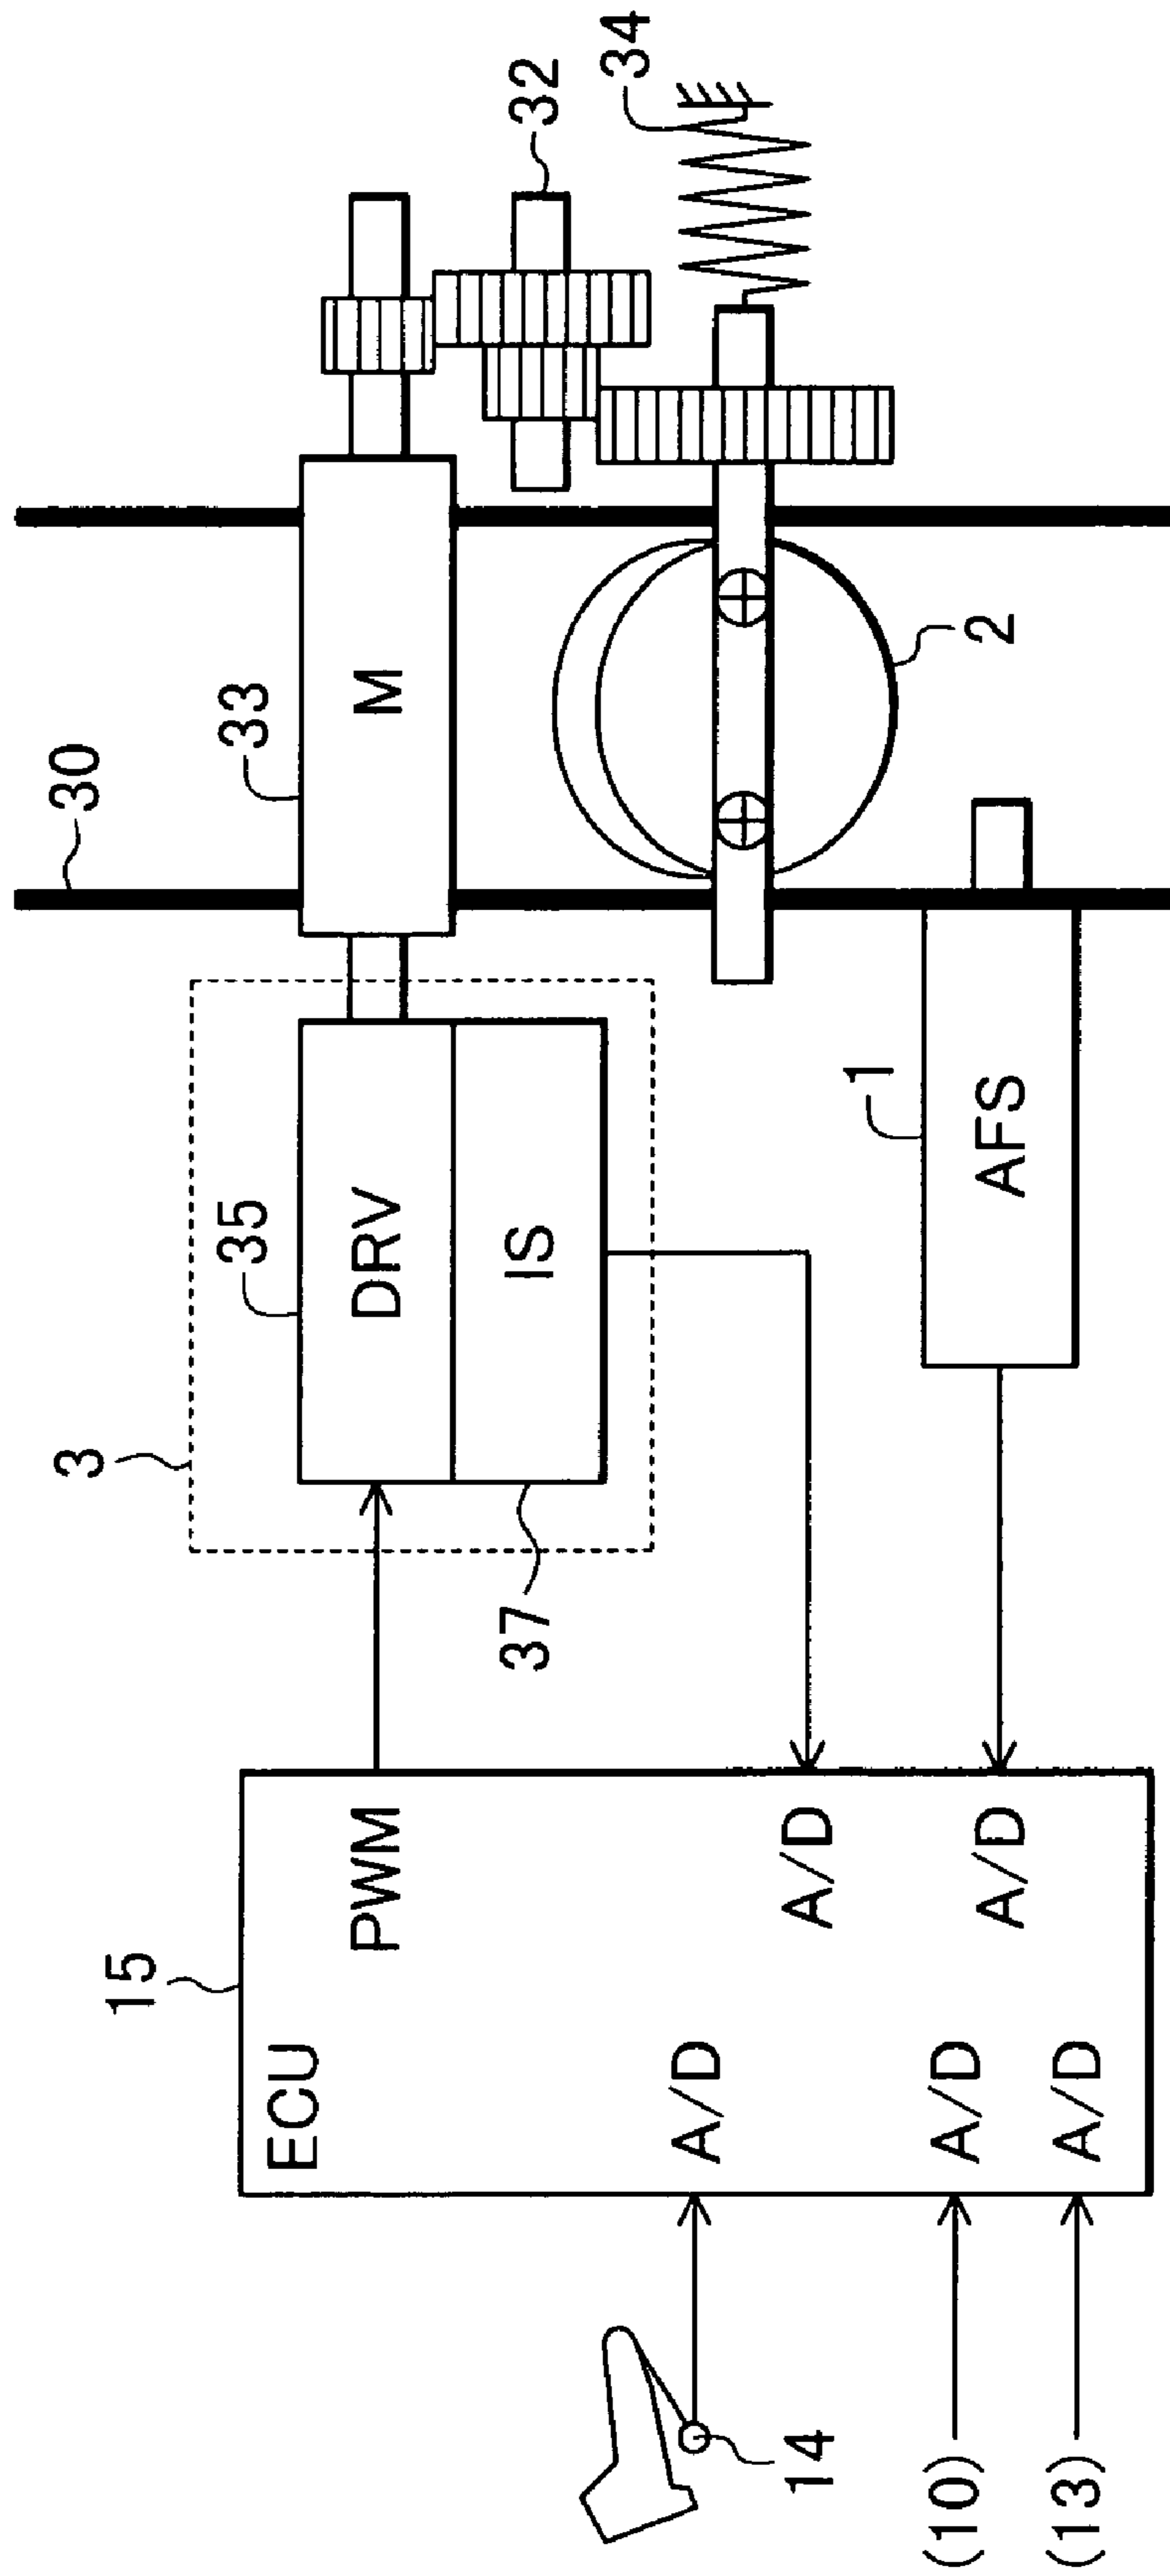 30
33
M
32
34
2
3
35
DRV
IS
37
1
AFS
15
ECU
PWM
A/D
A/D
A/D
A/D
A/D
14
(10)
(13)